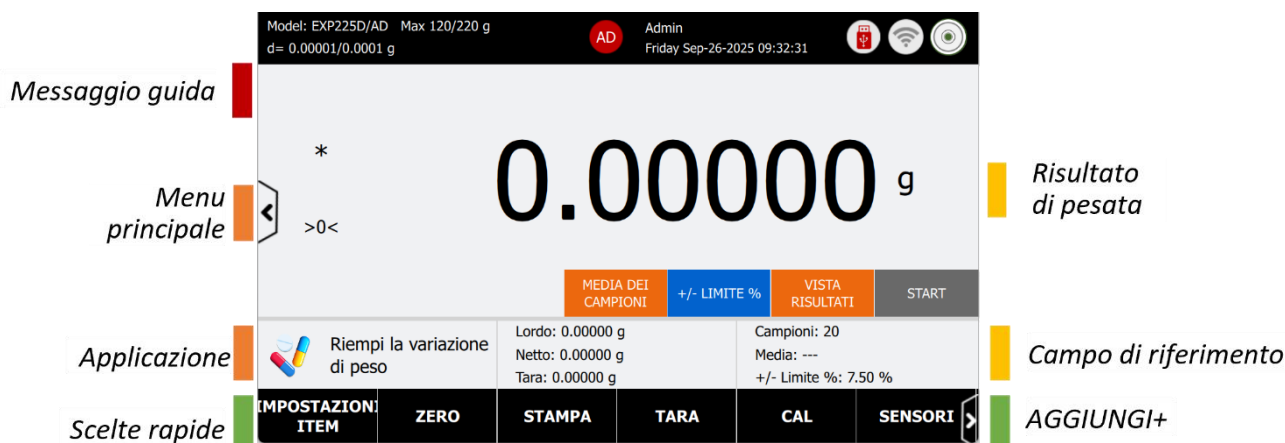 Model: EXP225D/AD Max 120/220 g
d= 0.00001/0.0001 g
AD
Admin
Friday Sep-26-2025 09:32:31
Messaggio guida
*
0.00000 g
Menu
principale
>0<
Risultato
di pesata
MEDIA DEI
CAMPIONI
+/- LIMITE %
VISTA
RISULTATI
START
Applicazione
Riempi la variazione
di peso
Lordo: 0.00000 g
Netto: 0.00000 g
Tara: 0.00000 g
Campioni: 20
Media: ---
+/- Limite %: 7.50 %
Campo di riferimento
Scelte rapide
IMPOSTAZIONI
ITEM
ZERO
STAMPA
TARA
CAL
SENSORI
AGGIUNGI+